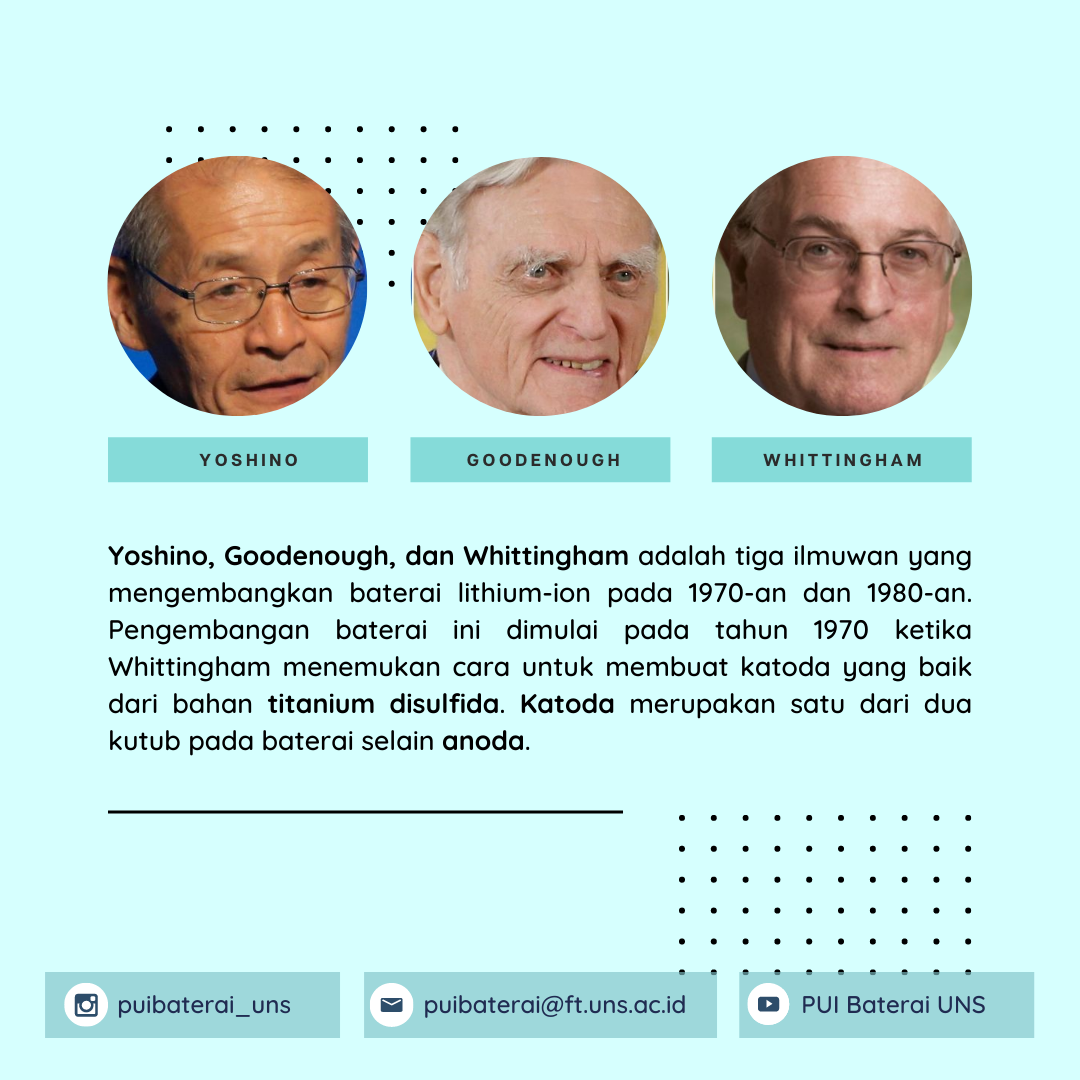 YOSHINO
GOODENOUGH
WHITTINGHAM
Yoshino, Goodenough, dan Whittingham adalah tiga ilmuwan yang
mengembangkan baterai lithium-ion pada 1970-an dan 1980-an.
Pengembangan baterai ini dimulai pada tahun 1970 ketika
Whittingham menemukan cara untuk membuat katoda yang baik
dari bahan titanium disulfida. Katoda merupakan satu dari dua
kutub pada baterai selain anoda.
puibaterai_uns
puibaterai@ft.uns.ac.id
PUI Baterai UNS